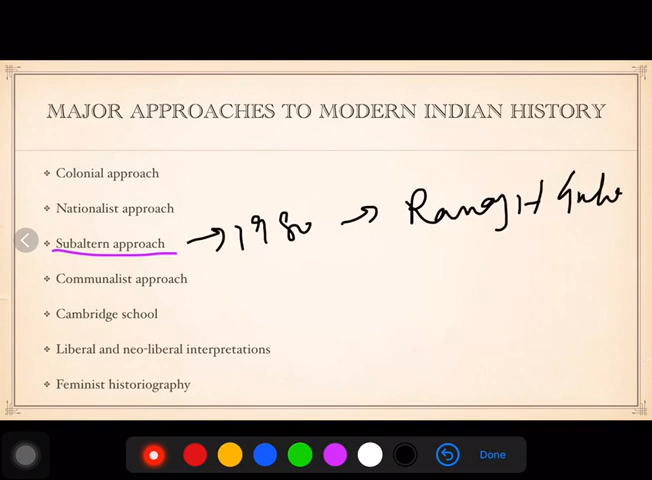 MAJOR APPROACHES TO MODERN INDIAN HISTORY
Colonial approach
Nationalist approach
Subaltern approach → 1980 → Ranajit Guha
Communalist approach
Cambridge school
Liberal and neo-liberal interpretations
Feminist historiography
Done